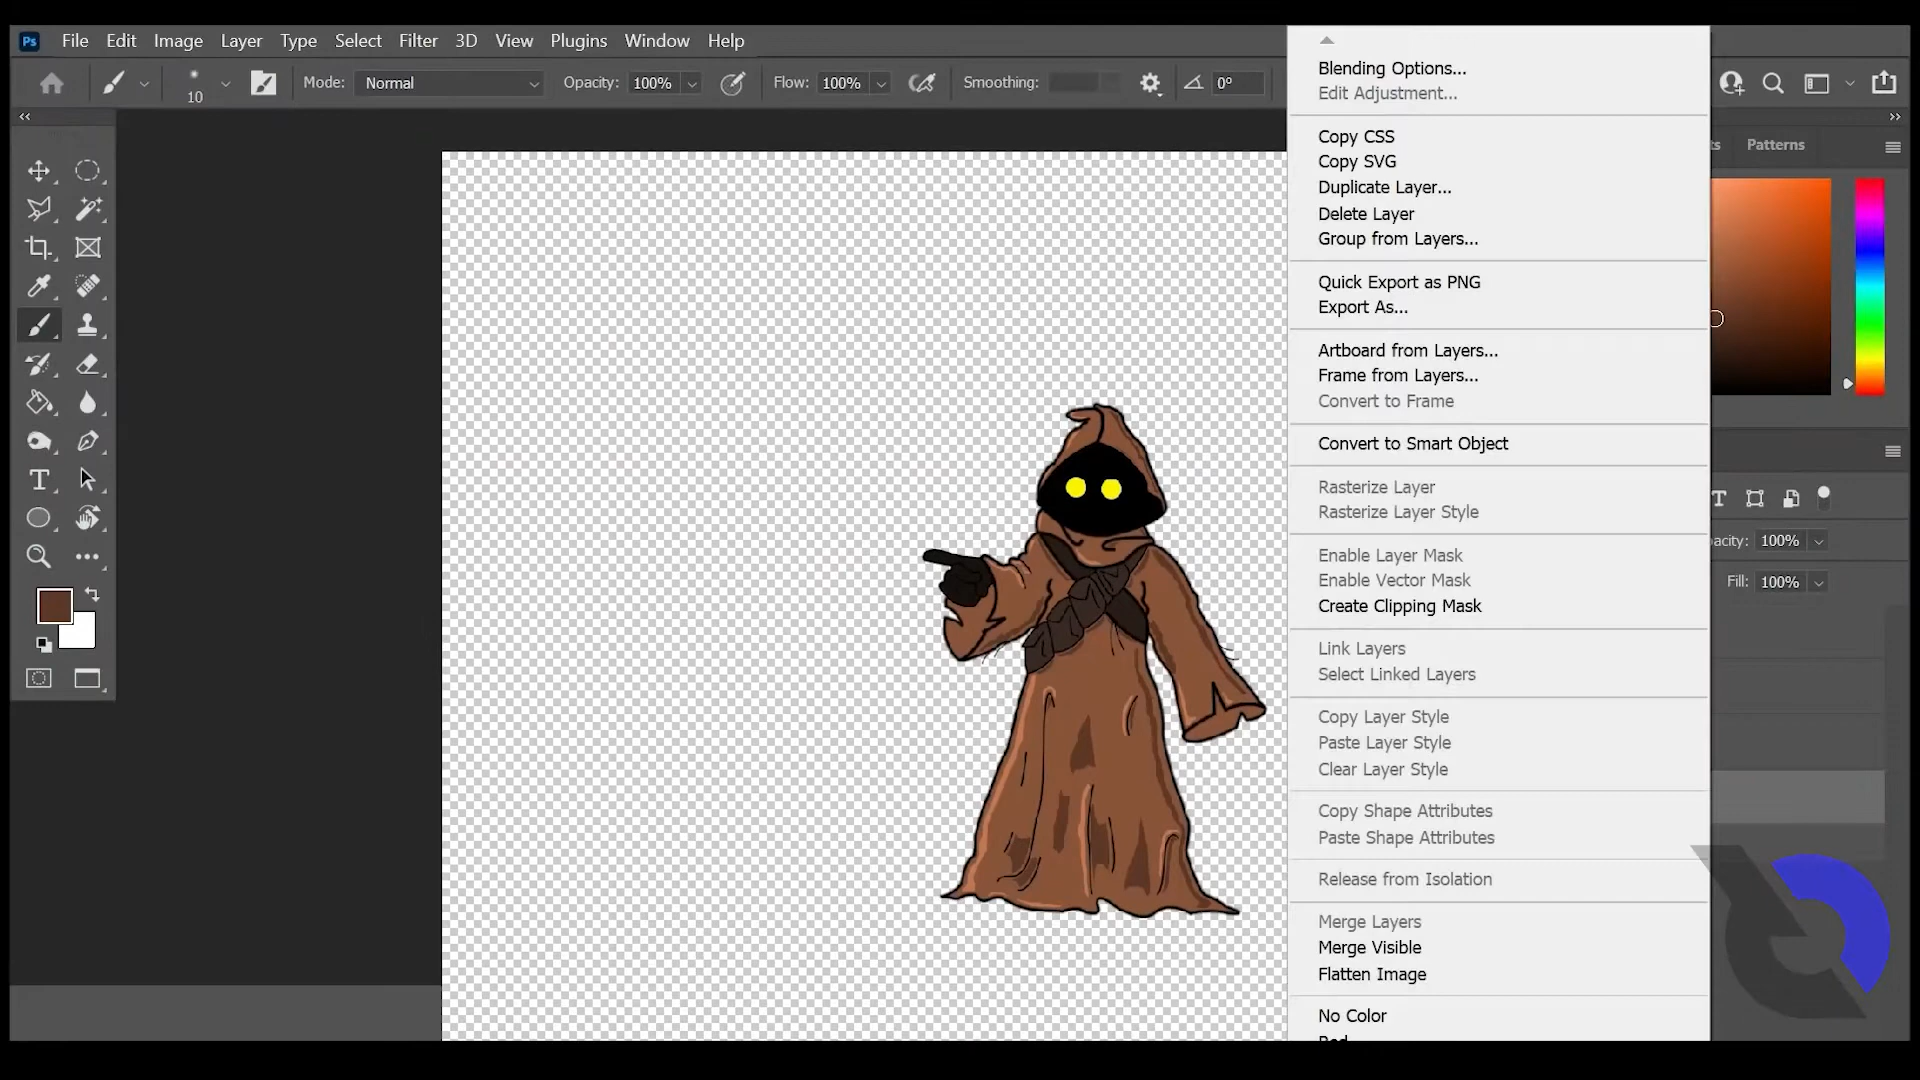 Ps File Edit Image Layer Type Select Filter 3D View Plugins Window Help
10 Mode: Normal Opacity: 100% Flow: 100% Smoothing: 0°
Blending Options...
Edit Adjustment...
Copy CSS
Copy SVG
Duplicate Layer...
Delete Layer
Group from Layers...
Quick Export as PNG
Export As...
Artboard from Layers...
Frame from Layers...
Convert to Frame
Convert to Smart Object
Rasterize Layer
Rasterize Layer Style
Enable Layer Mask
Enable Vector Mask
Create Clipping Mask
Link Layers
Select Linked Layers
Copy Layer Style
Paste Layer Style
Clear Layer Style
Copy Shape Attributes
Paste Shape Attributes
Release from Isolation
Merge Layers
Merge Visible
Flatten Image
No Color
Patterns
100%
Fill: 100%